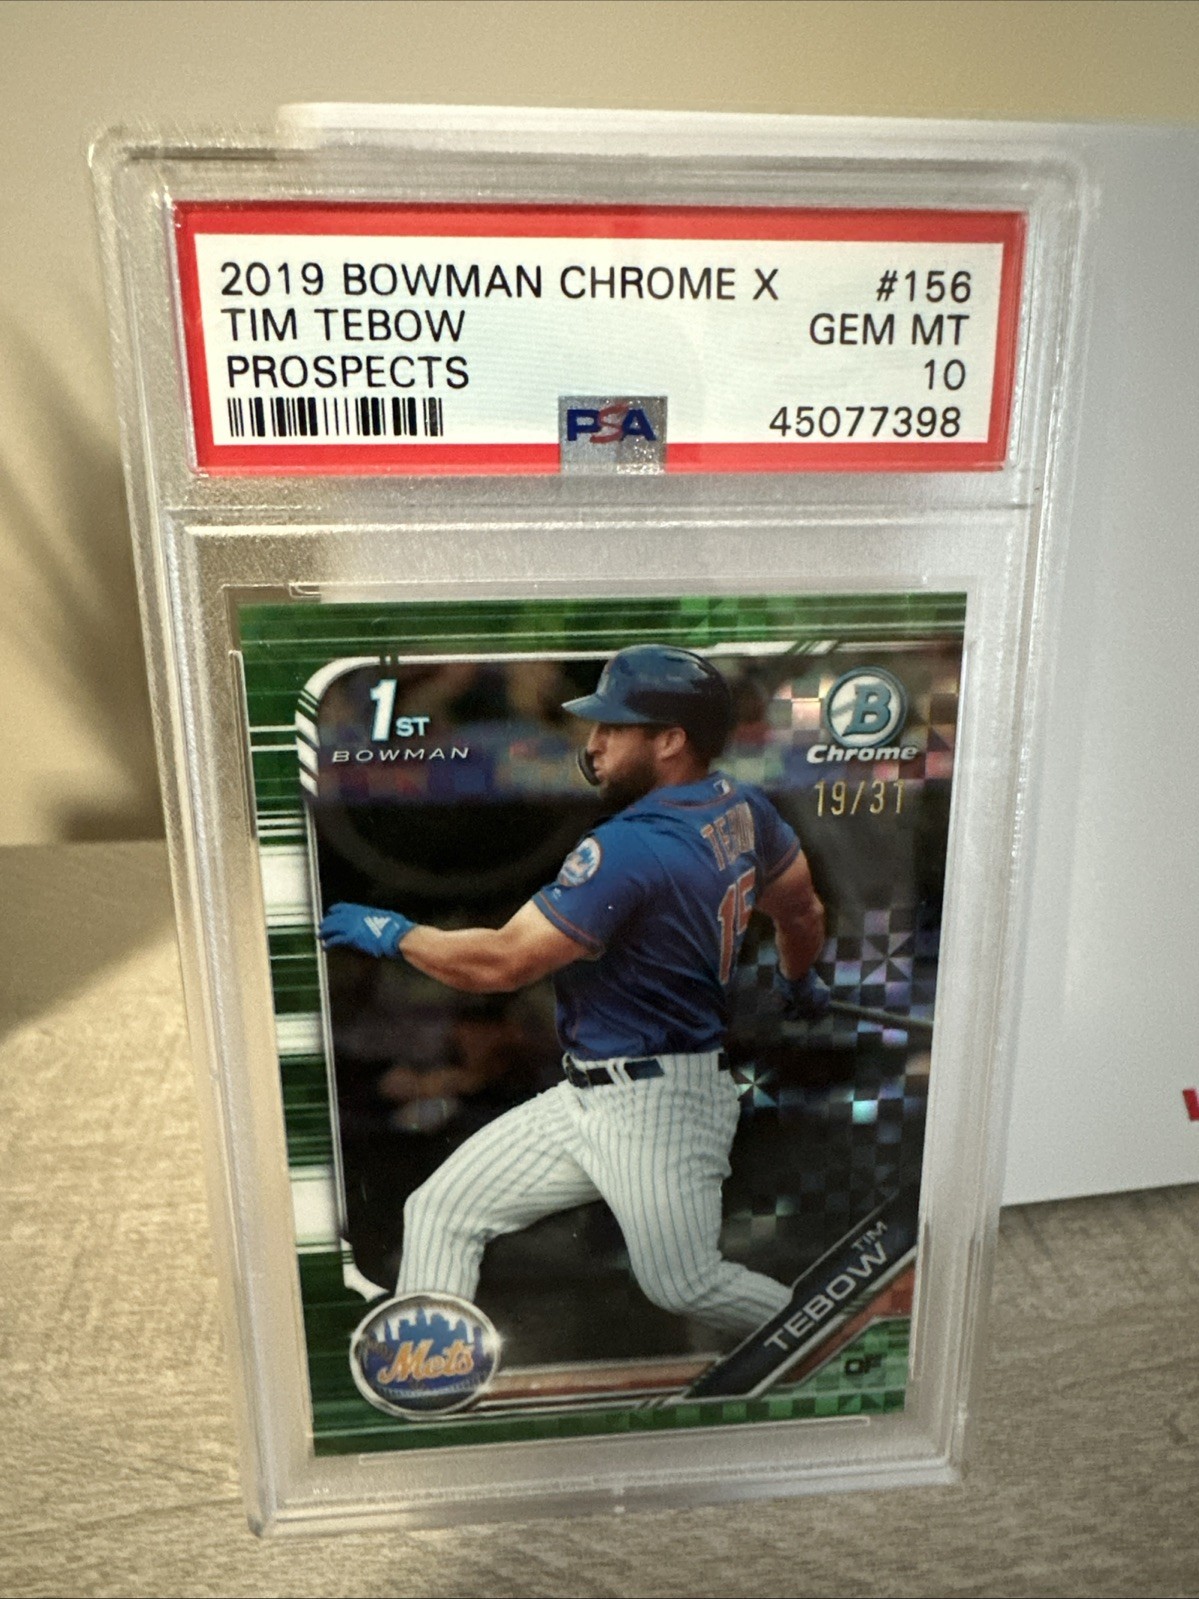 2019 BOWMAN CHROME X #156
TIM TEBOW GEM MT
PROSPECTS 10
PSA 45077398
1ST
BOWMAN
B
Chrome
19/31
15
Mets
TIM
TEBOW
OF